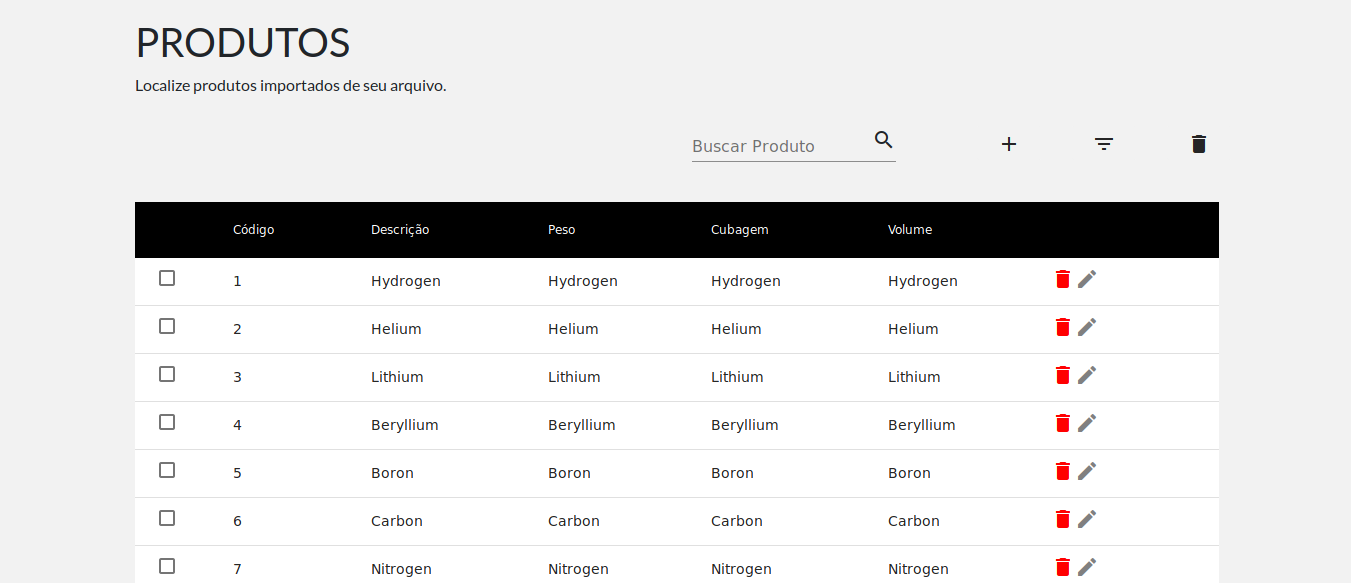 PRODUTOS
Localize produtos importados de seu arquivo.
Buscar Produto
Código Descrição Peso Cubagem Volume
1 Hydrogen Hydrogen Hydrogen Hydrogen
2 Helium Helium Helium Helium
3 Lithium Lithium Lithium Lithium
4 Beryllium Beryllium Beryllium Beryllium
5 Boron Boron Boron Boron
6 Carbon Carbon Carbon Carbon
7 Nitrogen Nitrogen Nitrogen Nitrogen